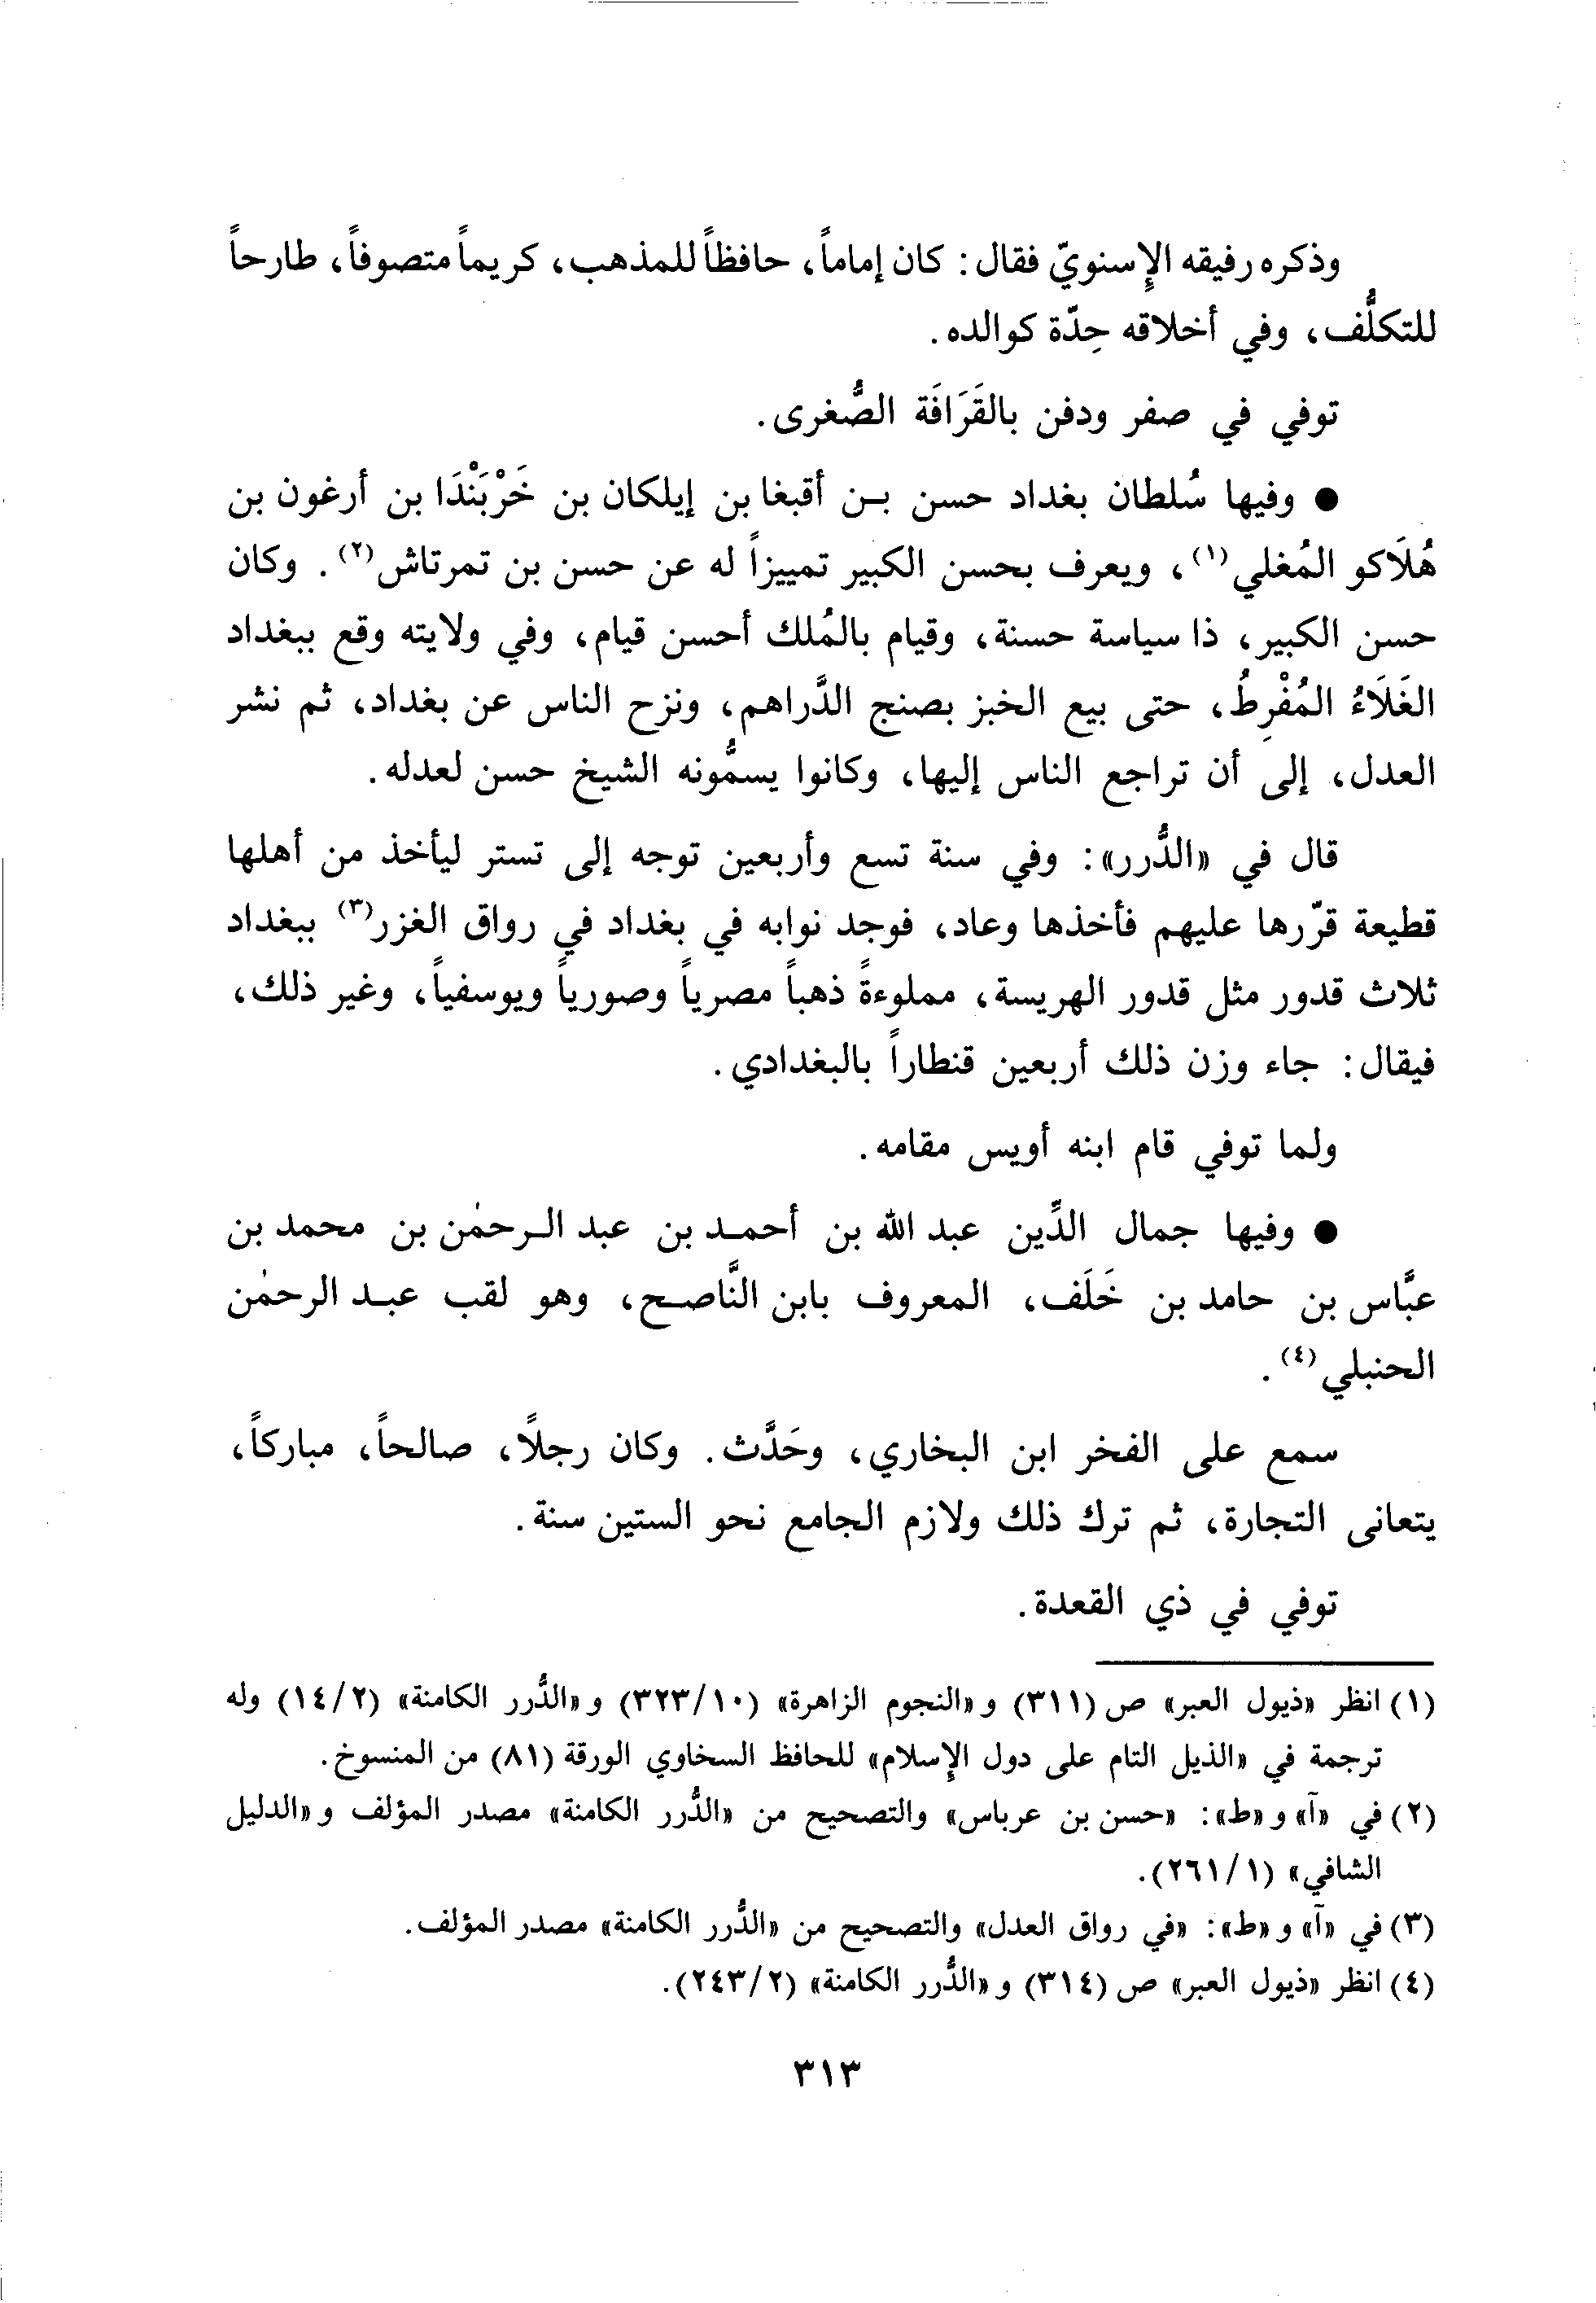 وذكره رفيقه الإِسنويّ فقال: كان إماماً، حافظاً للمذهب، كريماً متصوفاً، طارحاً
للتكلُّف، وفي أخلاقه حِدّة كوالده.
توفي في صفر ودفن بالقَرَافَة الصُّغرى.
● وفيها سُلطان بغداد حسن بـن أقبغا بن إيلكان بن خَرْبَنْدَا بن أرغون بن
هُلَاكو المُغلي(١)، ويعرف بحسن الكبير تمييزاً له عن حسن بن تمرتاش(٢). وكان
حسن الكبير، ذا سياسة حسنة، وقيام بالمُلك أحسن قيام، وفي ولايته وقع ببغداد
الغَلَاءُ المُفْرِطُ، حتى بيع الخبز بصنج الدَّراهم، ونزح الناس عن بغداد، ثم نشر
العدل، إلى أن تراجع الناس إليها، وكانوا يسمُّونه الشيخ حسن لعدله.
قال في «الدُّرر»: وفي سنة تسع وأربعين توجه إلى تستر ليأخذ من أهلها
قطيعة قرّرها عليهم فأخذها وعاد، فوجد نوابه في بغداد في رواق الغزر(٣) ببغداد
ثلاث قدور مثل قدور الهريسة، مملوءةً ذهباً مصرياً وصورياً ويوسفياً، وغير ذلك،
فيقال: جاء وزن ذلك أربعين قنطاراً بالبغدادي.
ولما توفي قام ابنه أويس مقامه.
● وفيها جمال الدِّين عبد الله بن أحمـد بن عبد الـرحمٰن بن محمد بن
عبَّاس بن حامد بن خَلَف، المعروف بابن النَّاصـح، وهو لقب عبـد الرحمٰن
الحنبلي(٤).
سمع على الفخر ابن البخاري، وحَدَّث. وكان رجلًا، صالحاً، مباركاً،
يتعانى التجارة، ثم ترك ذلك ولازم الجامع نحو الستين سنة.
توفي في ذي القعدة.
(١) انظر «ذيول العبر» ص (٣١١) و«النجوم الزاهرة» (٣٢٣/١٠) و«الدُّرر الكامنة» (١٤/٢) وله
ترجمة في «الذيل التام على دول الإسلام» للحافظ السخاوي الورقة (٨١) من المنسوخ.
(٢) في «آ» و«ط»: «حسن بن عرباس» والتصحيح من «الدُّرر الكامنة» مصدر المؤلف و«الدليل
الشافي» (٢٦١/١).
(٣) في «آ» و«ط»: «في رواق العدل» والتصحيح من «الدُّرر الكامنة» مصدر المؤلف.
(٤) انظر «ذيول العبر» ص (٣١٤) و«الدُّرر الكامنة» (٢٤٣/٢).
٣١٣